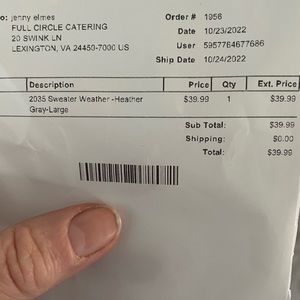 o: jenny elmes
FULL CIRCLE CATERING
20 SWINK LN
LEXINGTON, VA 24450-7000 US
Order # 1956
Date 10/23/2022
User 5957764677686
Ship Date 10/24/2022
Description Price Qty Ext. Price
2035 Sweater Weather -Heather Gray-Large $39.99 1 $39.99
Sub Total: $39.99
Shipping: $0.00
Total: $39.99